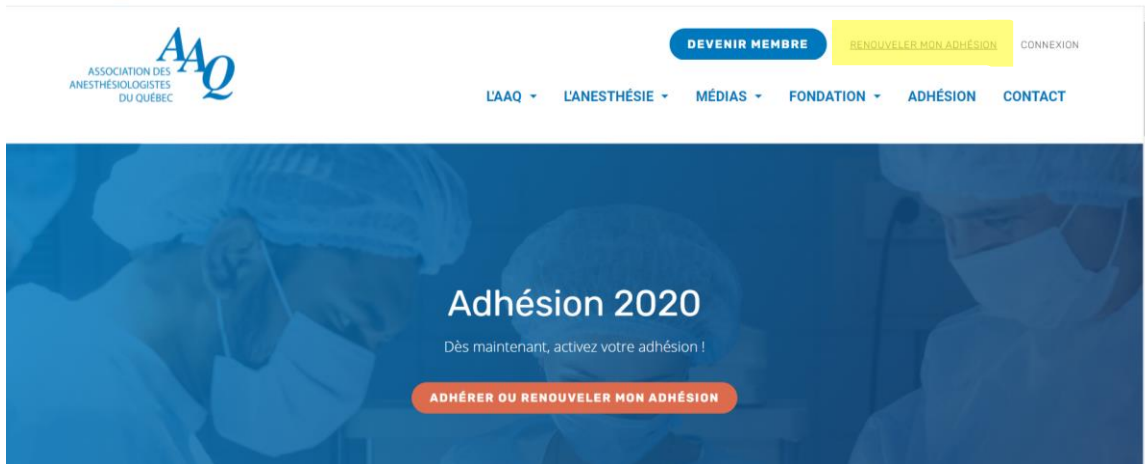 AAQ
ASSOCIATION DES
ANESTHÉSIOLOGISTES
DU QUÉBEC
DEVENIR MEMBRE
RENOUVELER MON ADHÉSION
CONNEXION
L'AAQ
L'ANESTHÉSIE
MÉDIAS
FONDATION
ADHÉSION
CONTACT
Adhésion 2020
Dès maintenant, activez votre adhésion !
ADHÉRER OU RENOUVELER MON ADHÉSION